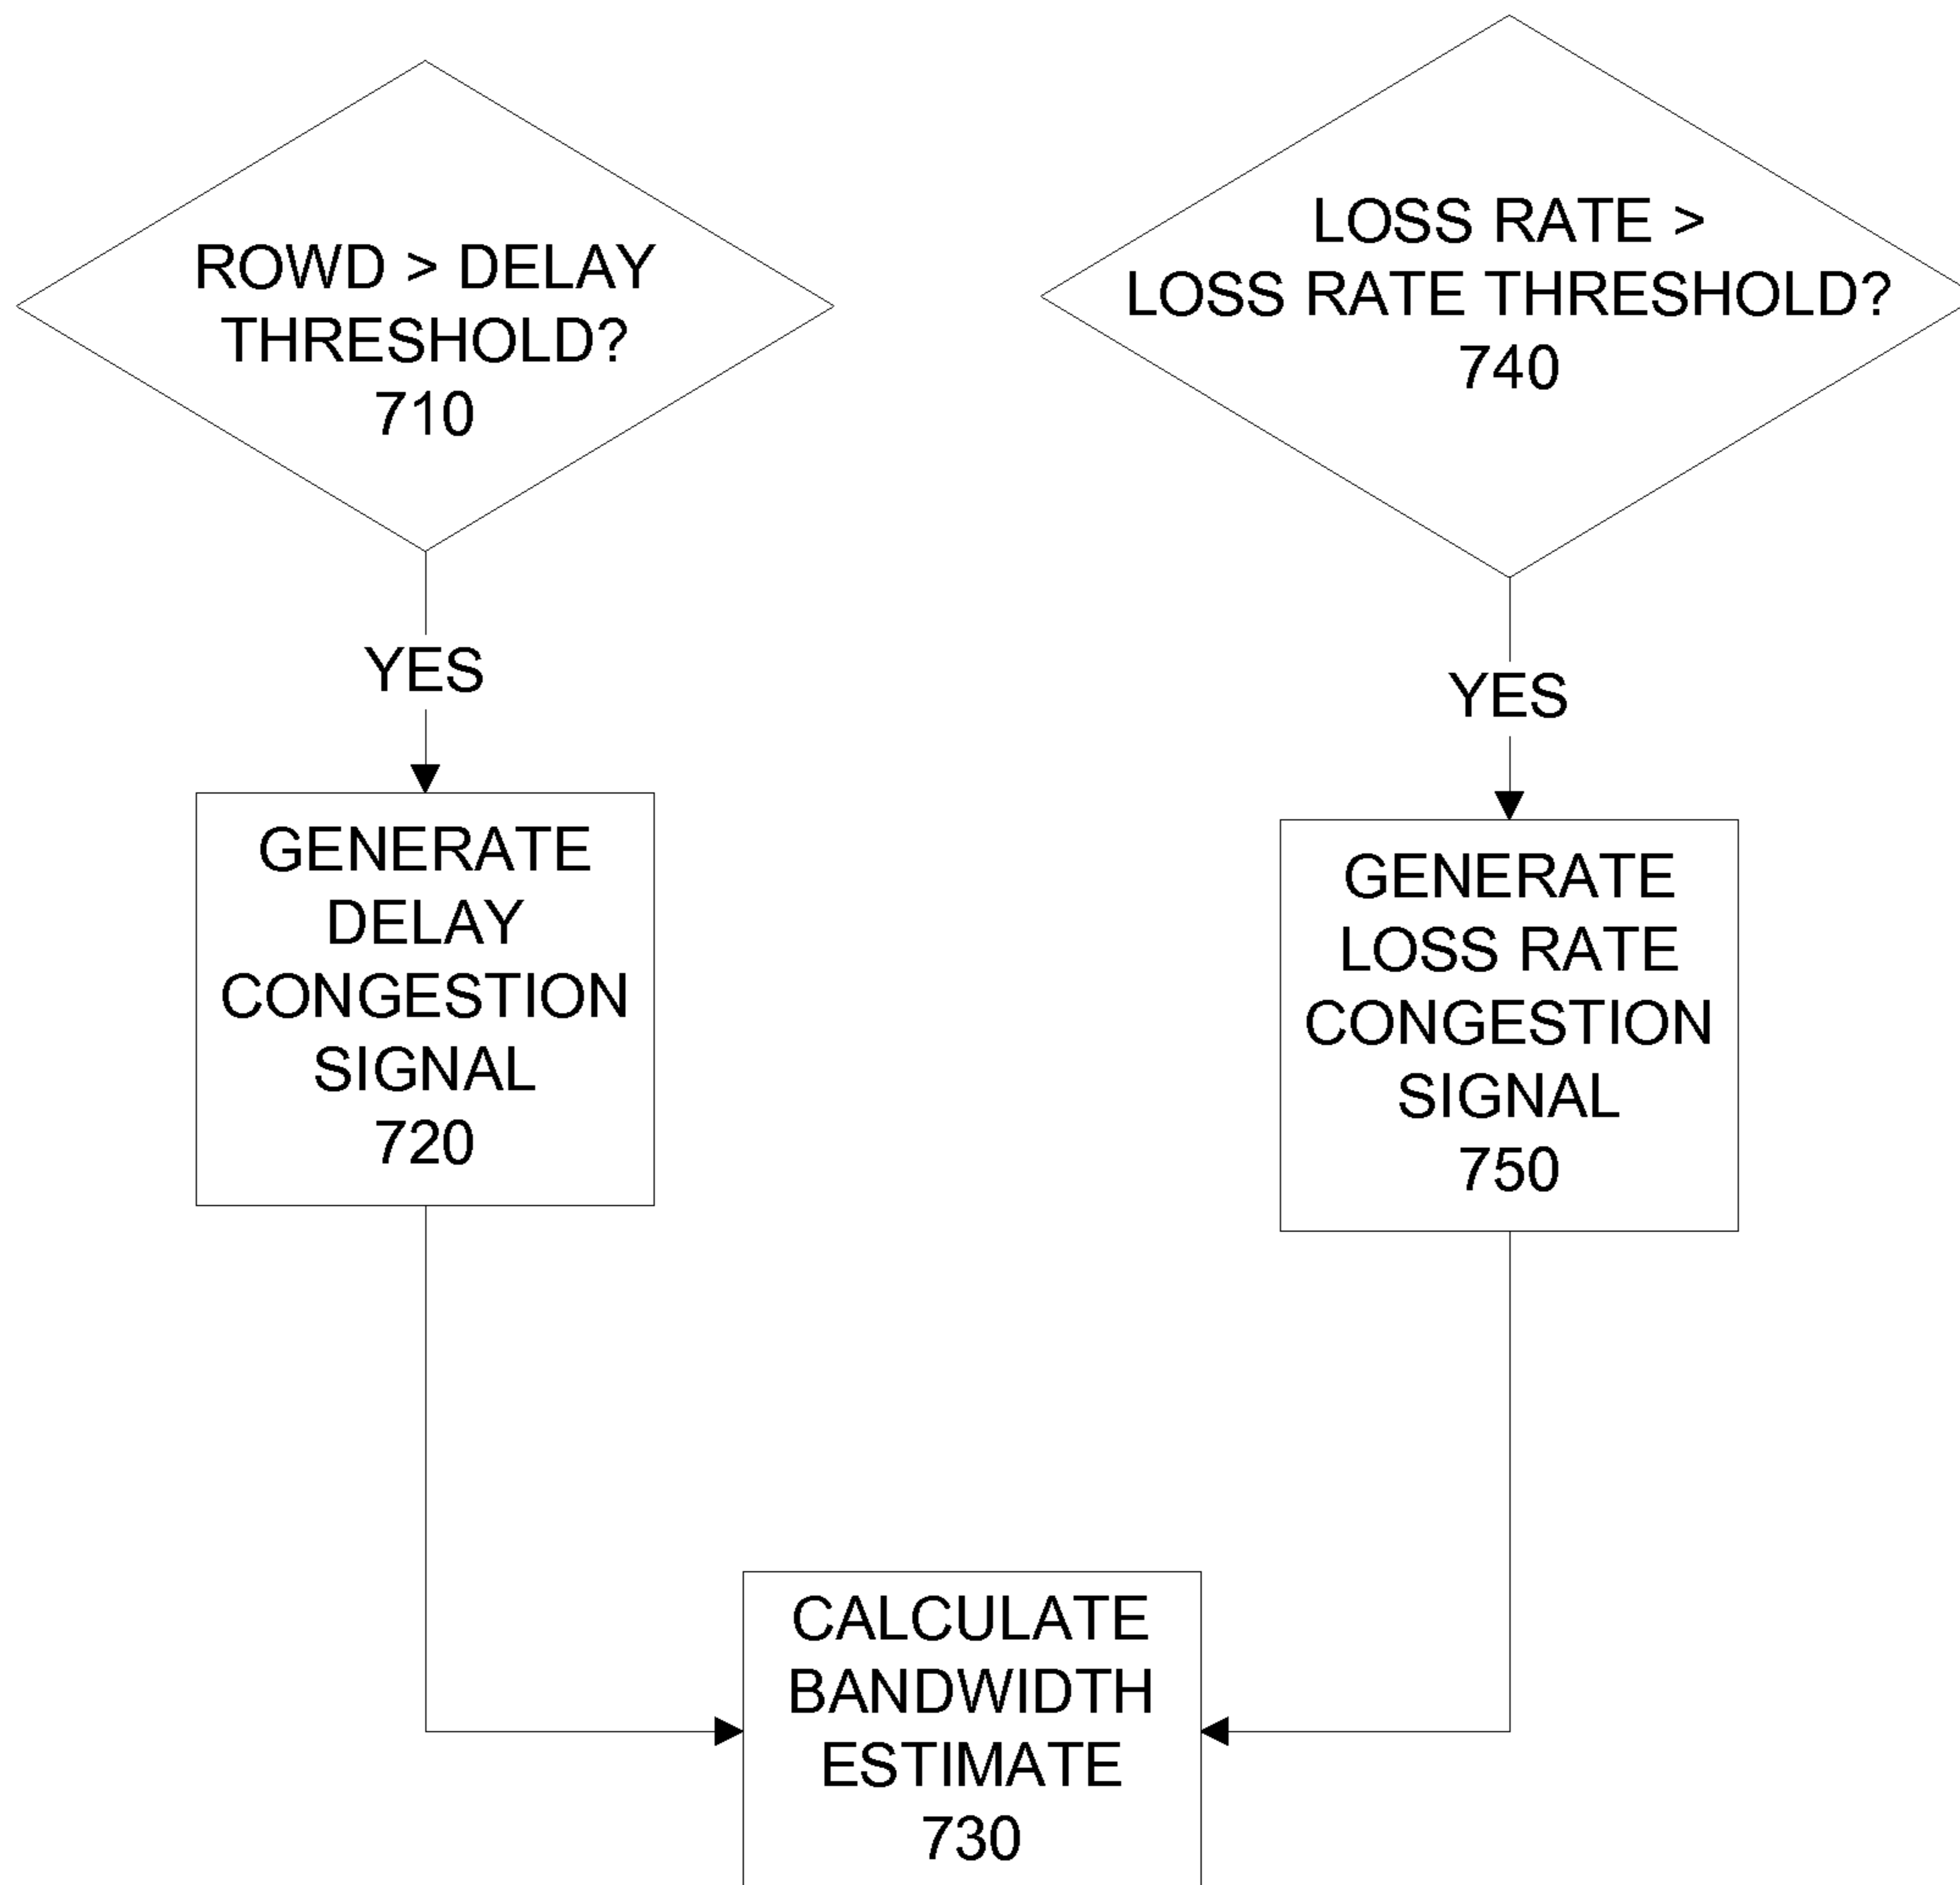 ROWD > DELAY
THRESHOLD?
710
YES
GENERATE
DELAY
CONGESTION
SIGNAL
720
LOSS RATE >
LOSS RATE THRESHOLD?
740
YES
GENERATE
LOSS RATE
CONGESTION
SIGNAL
750
CALCULATE
BANDWIDTH
ESTIMATE
730